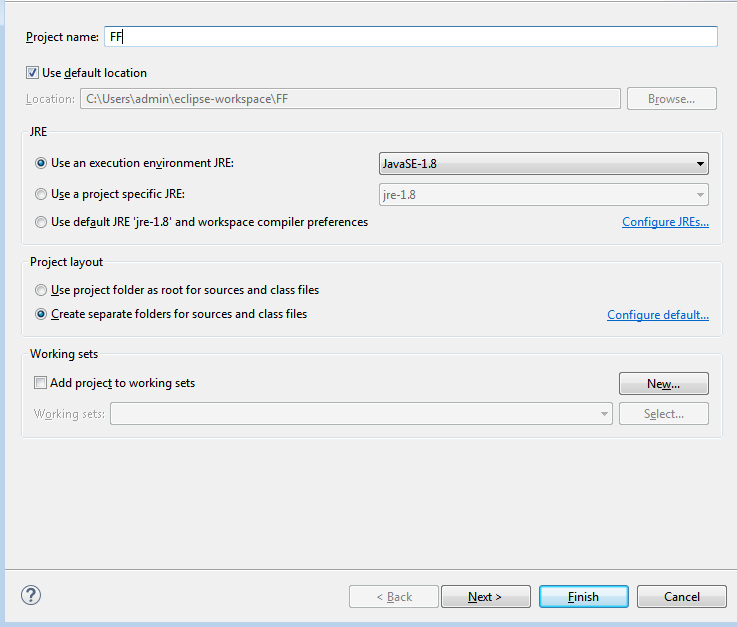 Project name: FF
Use default location
Location: C:\Users\admin\eclipse-workspace\FF Browse...
JRE
Use an execution environment JRE: JavaSE-1.8
Use a project specific JRE: jre-1.8
Use default JRE 'jre-1.8' and workspace compiler preferences Configure JREs...
Project layout
Use project folder as root for sources and class files
Create separate folders for sources and class files Configure default...
Working sets
Add project to working sets New...
Working sets: Select...
? < Back Next > Finish Cancel